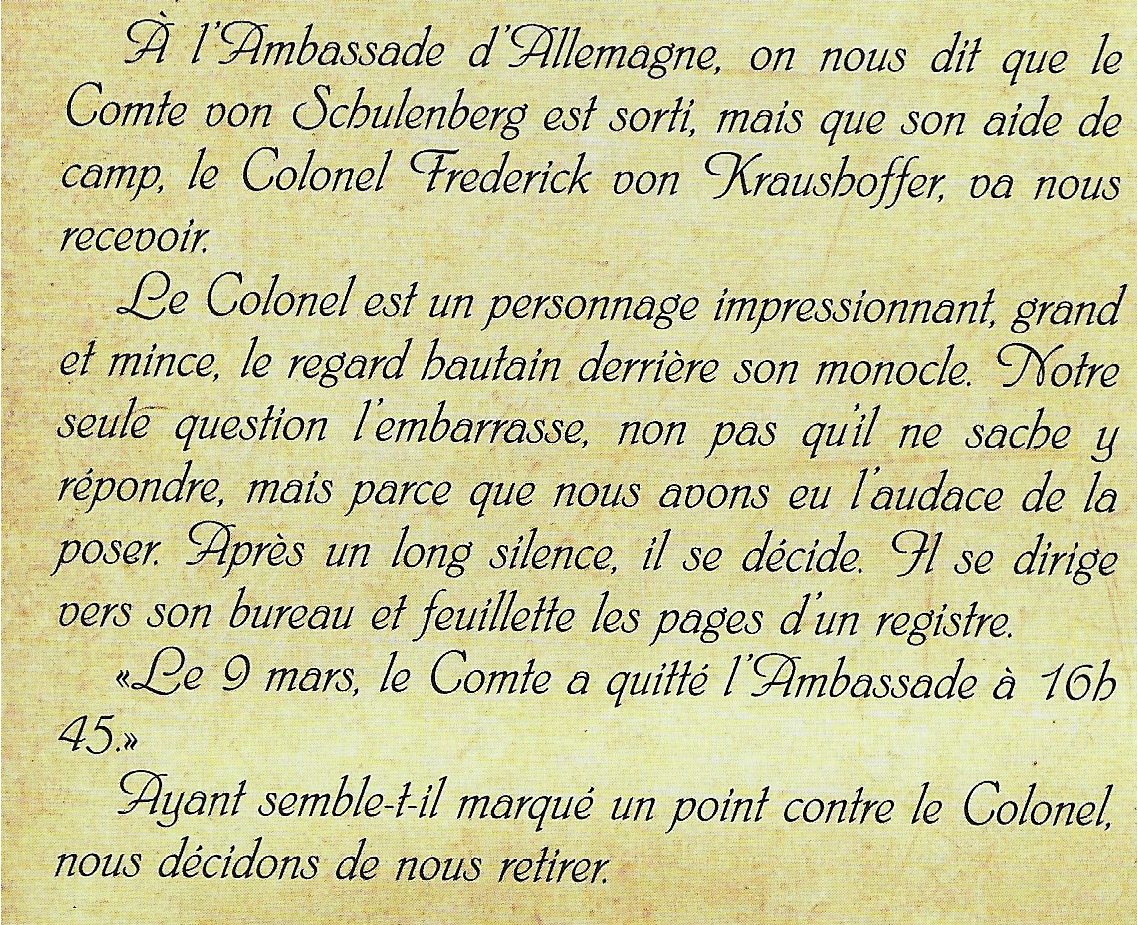 À l'Ambassade d'Allemagne, on nous dit que le
Comte von Schulenberg est sorti, mais que son aide de
camp, le Colonel Frederick von Kraushoffer, va nous
recevoir.
Le Colonel est un personnage impressionnant, grand
et mince, le regard hautain derrière son monocle. Notre
seule question l'embarrasse, non pas qu'il ne sache y
répondre, mais parce que nous avons eu l'audace de la
poser. Après un long silence, il se décide. Il se dirige
vers son bureau et feuillette les pages d'un registre.
«Le 9 mars, le Comte a quitté l'Ambassade à 16h
45.»
Ayant semble-t-il marqué un point contre le Colonel,
nous décidons de nous retirer.